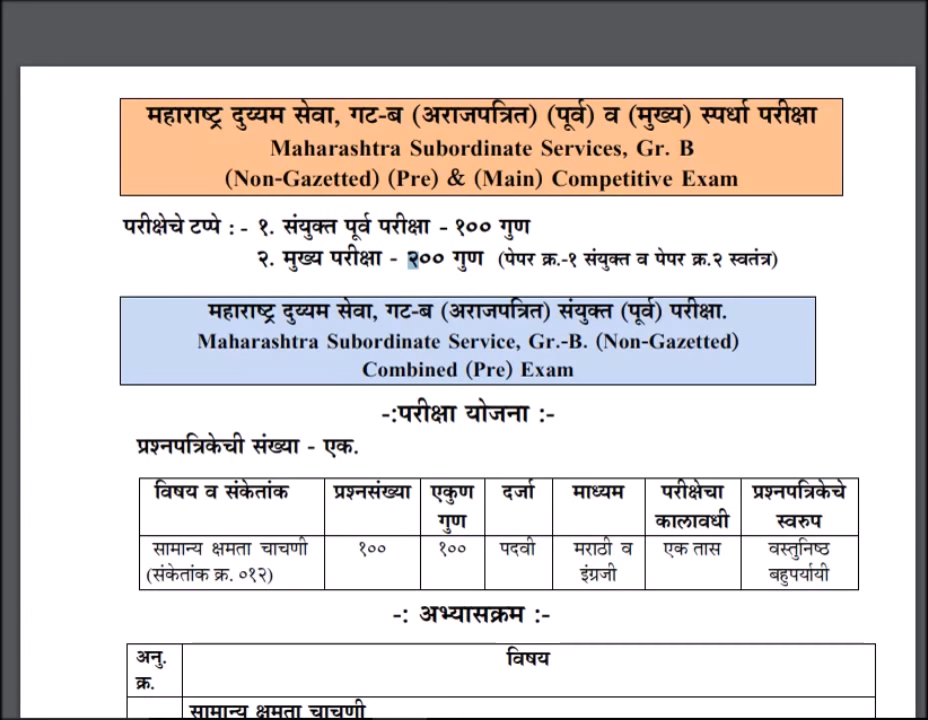 महाराष्ट्र दुय्यम सेवा, गट-ब (अराजपत्रित) (पूर्व) व (मुख्य) स्पर्धा परीक्षा
Maharashtra Subordinate Services, Gr. B
(Non-Gazetted) (Pre) & (Main) Competitive Exam
परीक्षेचे टप्पे : - १. संयुक्त पूर्व परीक्षा - १०० गुण
२. मुख्य परीक्षा - २०० गुण (पेपर क्र.-१ संयुक्त व पेपर क्र.२ स्वतंत्र)
महाराष्ट्र दुय्यम सेवा, गट-ब (अराजपत्रित) संयुक्त (पूर्व) परीक्षा.
Maharashtra Subordinate Service, Gr.-B. (Non-Gazetted)
Combined (Pre) Exam
-:परीक्षा योजना :-
प्रश्नपत्रिकेची संख्या - एक.
विषय व संकेतांक प्रश्नसंख्या एकुण गुण दर्जा माध्यम परीक्षेचा कालावधी प्रश्नपत्रिकेचे स्वरुप
सामान्य क्षमता चाचणी (संकेतांक क्र. ०१२) १०० १०० पदवी मराठी व इंग्रजी एक तास वस्तुनिष्ठ बहुपर्यायी
-: अभ्यासक्रम :-
अनु. क्र. विषय
सामान्य क्षमता चाचणी